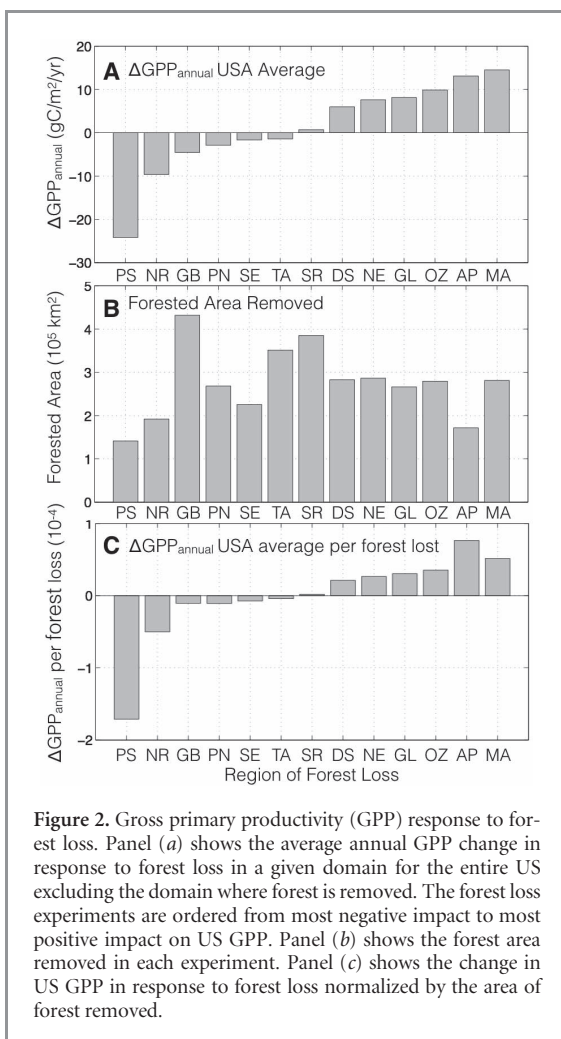 A ΔGPPannual USA Average
ΔGPPannual (gC/m²/yr)
20
10
0
−10
−20
−30
PS NR GB PN SE TA SR DS NE GL OZ AP MA
B Forested Area Removed
Forested Area (10⁵ km²)
5
4
3
2
1
0
PS NR GB PN SE TA SR DS NE GL OZ AP MA
C ΔGPPannual USA average per forest lost
ΔGPPannual per forest loss (10⁻⁴)
1
0
−1
−2
PS NR GB PN SE TA SR DS NE GL OZ AP MA
Region of Forest Loss
Figure 2. Gross primary productivity (GPP) response to for-
est loss. Panel (a) shows the average annual GPP change in
response to forest loss in a given domain for the entire US
excluding the domain where forest is removed. The forest loss
experiments are ordered from most negative impact to most
positive impact on US GPP. Panel (b) shows the forest area
removed in each experiment. Panel (c) shows the change in
US GPP in response to forest loss normalized by the area of
forest removed.